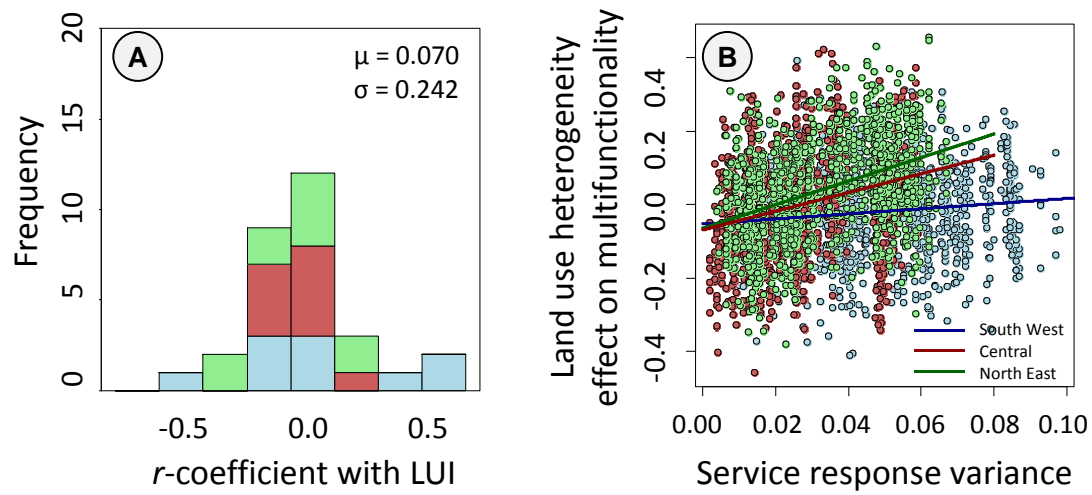 A
μ = 0.070
σ = 0.242
Frequency
20
15
10
5
0
-0.5
0.0
0.5
r-coefficient with LUI
B
Land use heterogeneity
effect on multifunctionality
0.4
0.2
0.0
-0.2
-0.4
South West
Central
North East
0.00
0.02
0.04
0.06
0.08
0.10
Service response variance